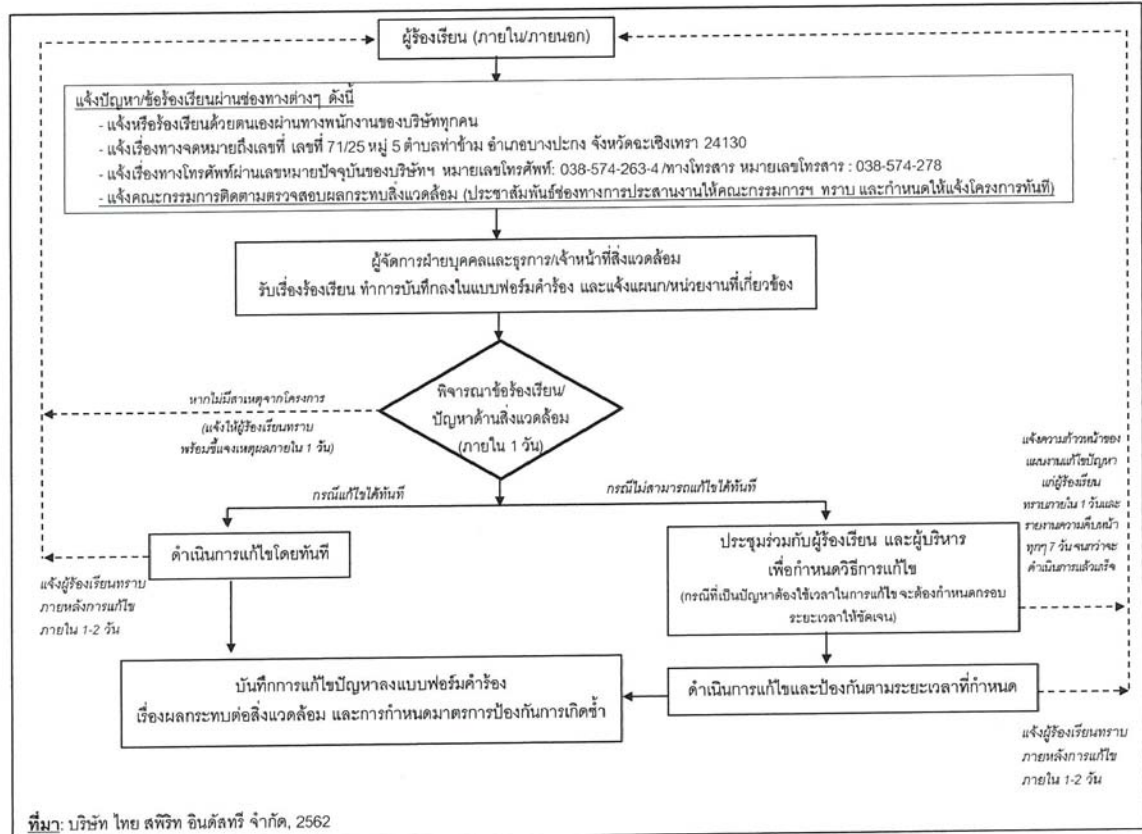 ผู้ร้องเรียน (ภายใน/ภายนอก)
แจ้งปัญหา/ข้อร้องเรียนผ่านช่องทางต่างๆ ดังนี้
- แจ้งหรือร้องเรียนด้วยตนเองผ่านทางพนักงานของบริษัททุกคน
- แจ้งเรื่องทางจดหมายถึงเลขที่ เลขที่ 71/25 หมู่ 5 ตำบลท่าข้าม อำเภอบางปะกง จังหวัดฉะเชิงเทรา 24130
- แจ้งเรื่องทางโทรศัพท์ผ่านเลขหมายปัจจุบันของบริษัทฯ หมายเลขโทรศัพท์: 038-574-263-4 /ทางโทรสาร หมายเลขโทรสาร : 038-574-278
- แจ้งคณะกรรมการติดตามตรวจสอบผลกระทบสิ่งแวดล้อม (ประชาสัมพันธ์ช่องทางการประสานงานให้คณะกรรมการฯ ทราบ และกำหนดให้แจ้งโครงการทันที)
ผู้จัดการฝ่ายบุคคลและธุรการ/เจ้าหน้าที่สิ่งแวดล้อม
รับเรื่องร้องเรียน ทำการบันทึกลงในแบบฟอร์มคำร้อง และแจ้งแผนก/หน่วยงานที่เกี่ยวข้อง
พิจารณาข้อร้องเรียน/
ปัญหาด้านสิ่งแวดล้อม
(ภายใน 1 วัน)
หากไม่มีสาเหตุจากโครงการ
(แจ้งให้ผู้ร้องเรียนทราบ
พร้อมชี้แจงเหตุผลภายใน 1 วัน)
กรณีแก้ไขได้ทันที
กรณีไม่สามารถแก้ไขได้ทันที
แจ้งความก้าวหน้าของ
แผนงานแก้ไขปัญหา
แก่ผู้ร้องเรียน
ทราบภายใน 1 วันและ
รายงานความคืบหน้า
ทุกๆ 7 วัน จนกว่าจะ
ดำเนินการแล้วเสร็จ
ดำเนินการแก้ไขโดยทันที
แจ้งผู้ร้องเรียนทราบ
ภายหลังการแก้ไข
ภายใน 1-2 วัน
ประชุมร่วมกับผู้ร้องเรียน และผู้บริหาร
เพื่อกำหนดวิธีการแก้ไข
(กรณีที่เป็นปัญหาต้องใช้เวลาในการแก้ไข จะต้องกำหนดกรอบ
ระยะเวลาให้ชัดเจน)
บันทึกการแก้ไขปัญหาลงแบบฟอร์มคำร้อง
เรื่องผลกระทบต่อสิ่งแวดล้อม และการกำหนดมาตรการป้องกันการเกิดซ้ำ
ดำเนินการแก้ไขและป้องกันตามระยะเวลาที่กำหนด
แจ้งผู้ร้องเรียนทราบ
ภายหลังการแก้ไข
ภายใน 1-2 วัน
ที่มา: บริษัท ไทย สพิริท อินดัสทรี จำกัด, 2562